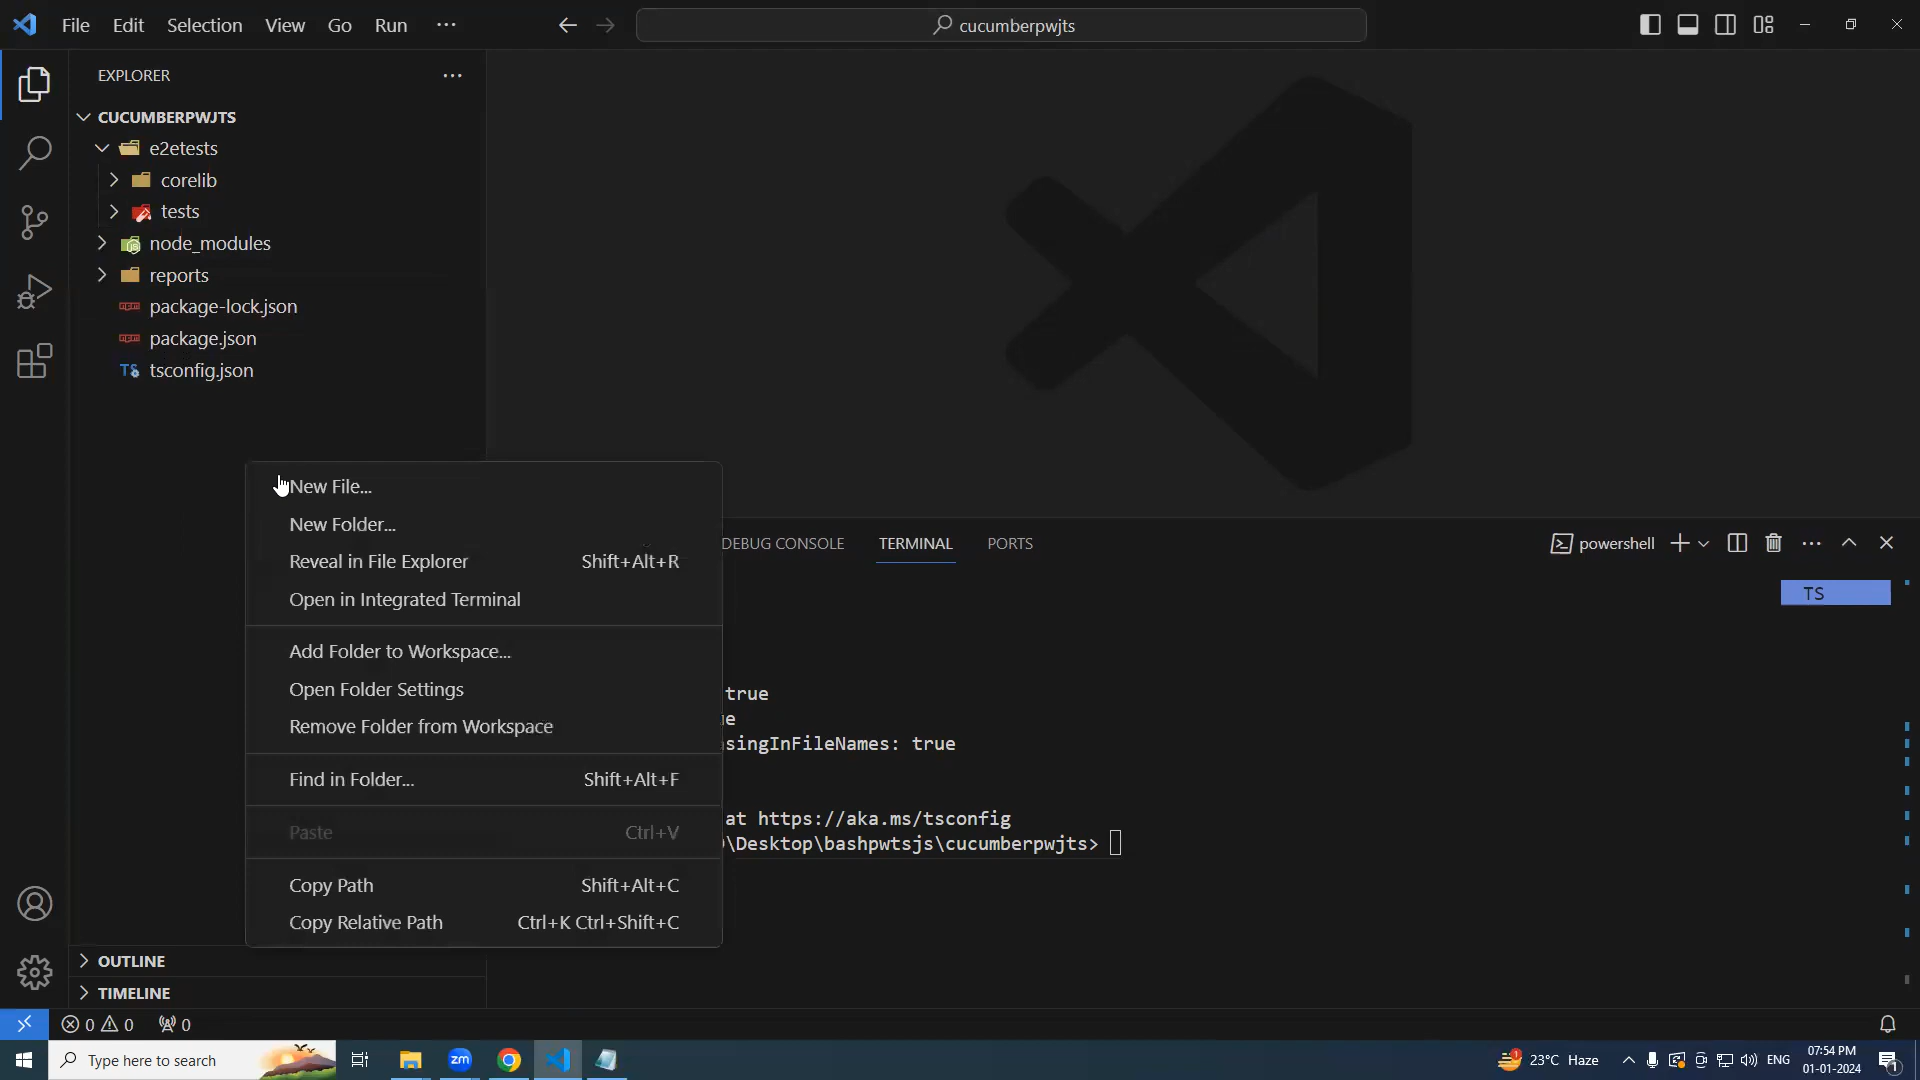 File Edit Selection View Go Run ...
cucumberpwjts
EXPLORER
CUCUMBERPWJTS
e2etests
corelib
tests
node_modules
reports
package-lock.json
package.json
TS tsconfig.json
New File...
New Folder...
Reveal in File Explorer Shift+Alt+R
Open in Integrated Terminal
Add Folder to Workspace...
Open Folder Settings
Remove Folder from Workspace
Find in Folder... Shift+Alt+F
Paste Ctrl+V
Copy Path Shift+Alt+C
Copy Relative Path Ctrl+K Ctrl+Shift+C
DEBUG CONSOLE TERMINAL PORTS
powershell
TS
true
e
singInFileNames: true
at https://aka.ms/tsconfig
\Desktop\bashpwtsjs\cucumberpwjts>
OUTLINE
TIMELINE
0 0 0
Type here to search
zm
1
23°C Haze
ENG
07:54 PM
01-01-2024
1